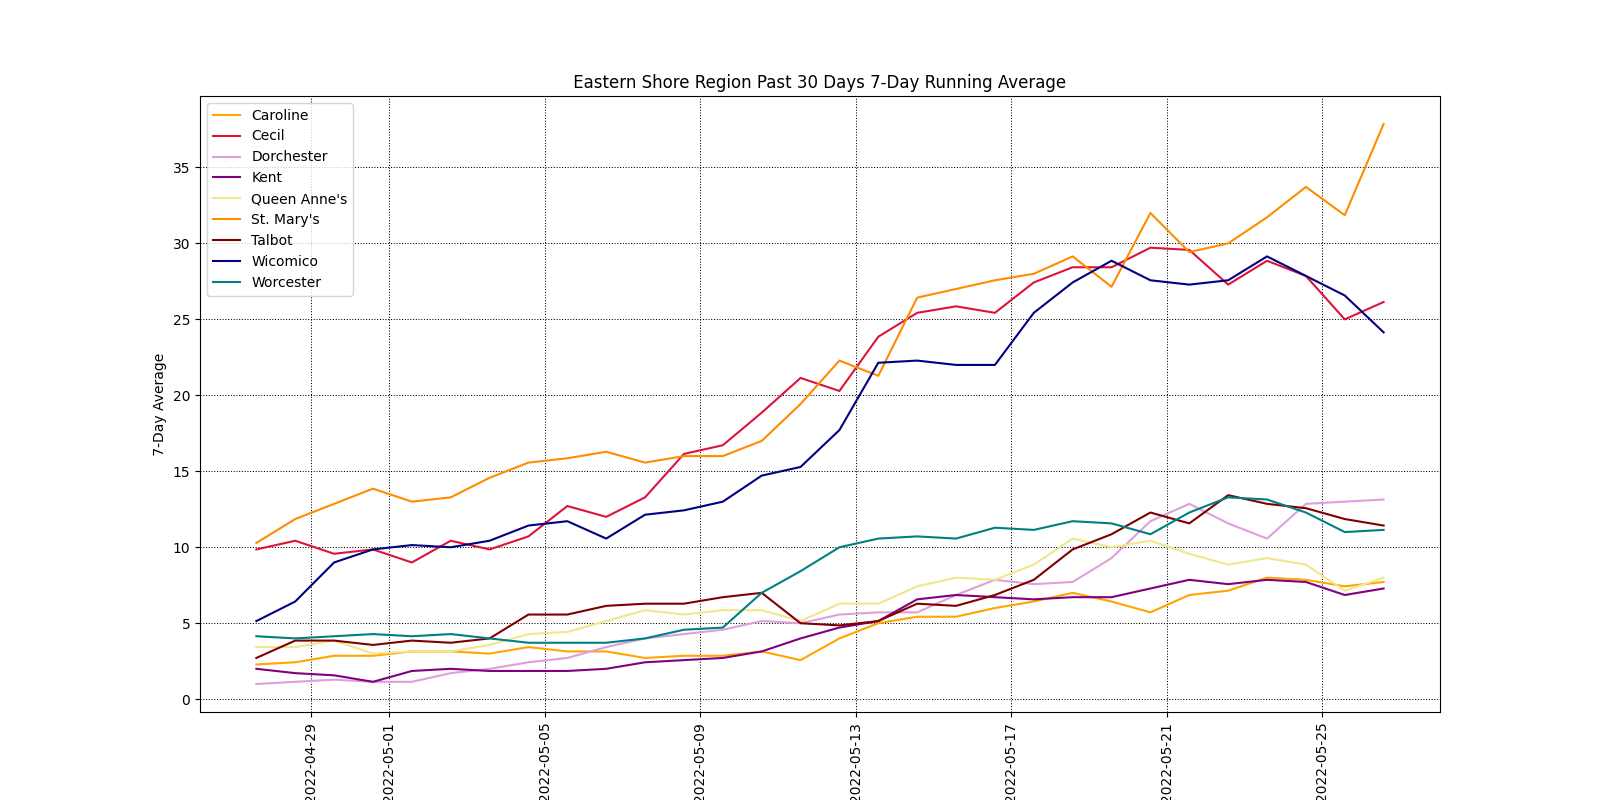 Eastern Shore Region Past 30 Days 7-Day Running Average
Caroline
Cecil
Dorchester
Kent
Queen Anne's
St. Mary's
Talbot
Wicomico
Worcester
7-Day Average
35
30
25
20
15
10
5
0
2022-04-29
2022-05-01
2022-05-05
2022-05-09
2022-05-13
2022-05-17
2022-05-21
2022-05-25